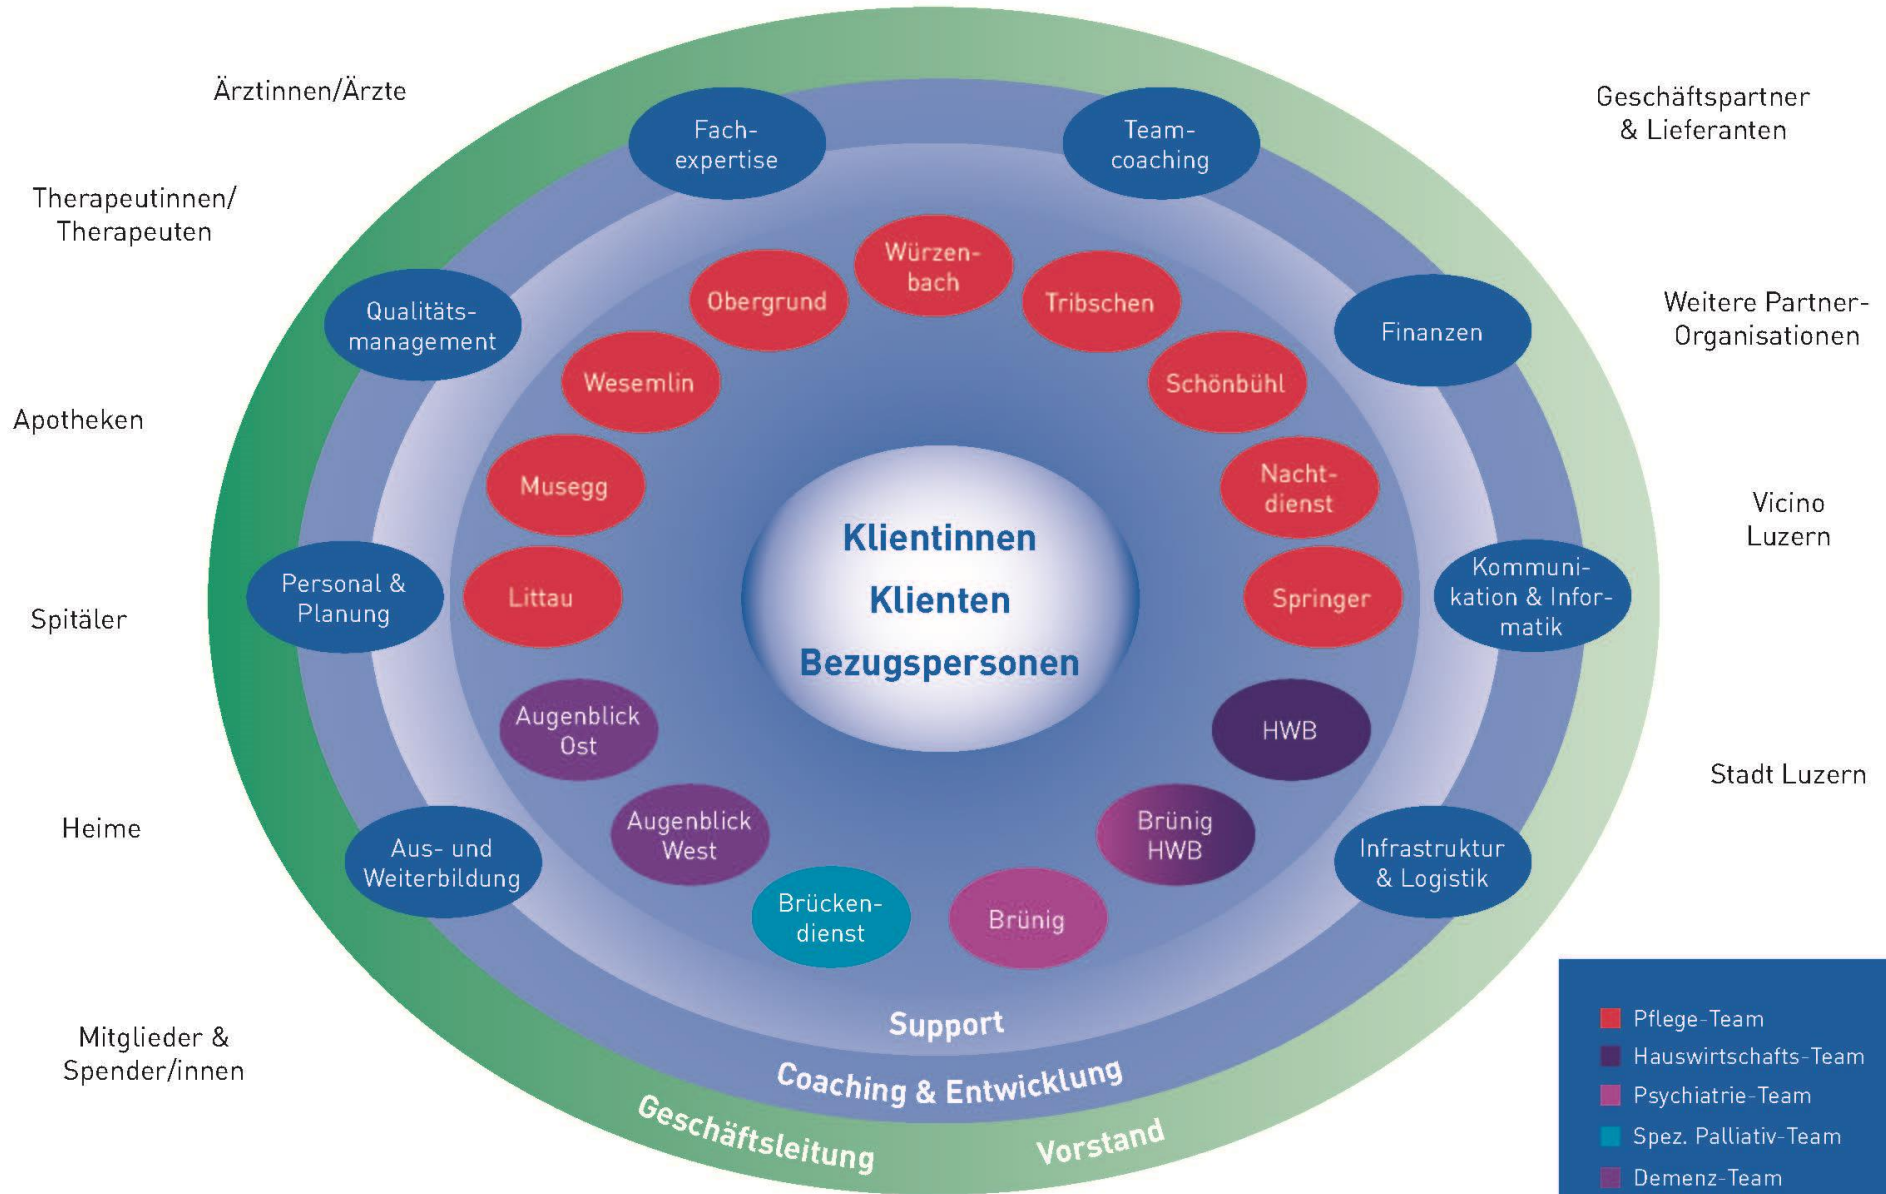 Ärztinnen/Ärzte
Therapeutinnen/
Therapeuten
Apotheken
Spitäler
Heime
Mitglieder &
Spender/innen
Geschäftspartner
& Lieferanten
Weitere Partner-
Organisationen
Vicino
Luzern
Stadt Luzern
Fach-
expertise
Team-
coaching
Qualitäts-
management
Finanzen
Personal &
Planung
Kommuni-
kation & Infor-
matik
Aus- und
Weiterbildung
Infrastruktur
& Logistik
Würzen-
bach
Obergrund
Tribschen
Wesemlin
Schönbühl
Musegg
Nacht-
dienst
Littau
Springer
Augenblick
Ost
HWB
Augenblick
West
Brünig
HWB
Brücken-
dienst
Brünig
Klientinnen
Klienten
Bezugspersonen
Support
Coaching & Entwicklung
Geschäftsleitung
Vorstand
Pflege-Team
Hauswirtschafts-Team
Psychiatrie-Team
Spez. Palliativ-Team
Demenz-Team